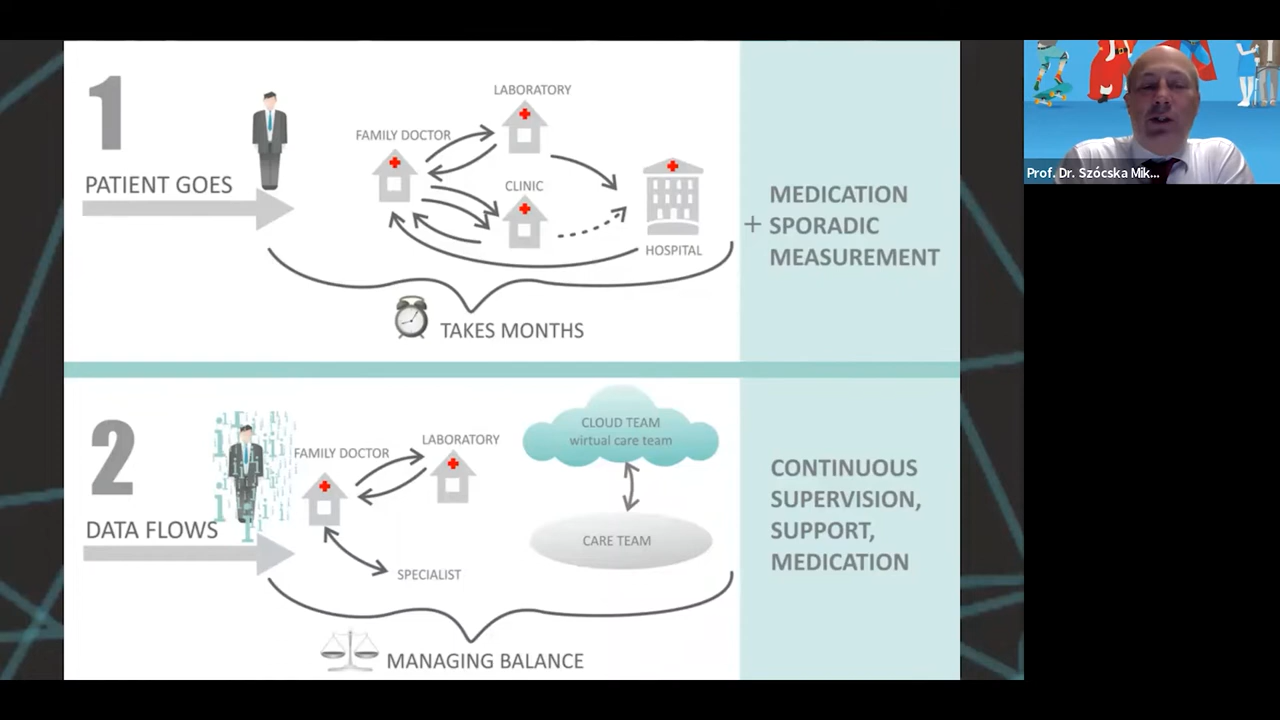 1
PATIENT GOES
FAMILY DOCTOR
LABORATORY
CLINIC
HOSPITAL
TAKES MONTHS
+ MEDICATION
SPORADIC
MEASUREMENT
2
DATA FLOWS
FAMILY DOCTOR
LABORATORY
SPECIALIST
CLOUD TEAM
wirtual care team
CARE TEAM
MANAGING BALANCE
CONTINUOUS
SUPERVISION,
SUPPORT,
MEDICATION
Prof. Dr. Szócska Mik...